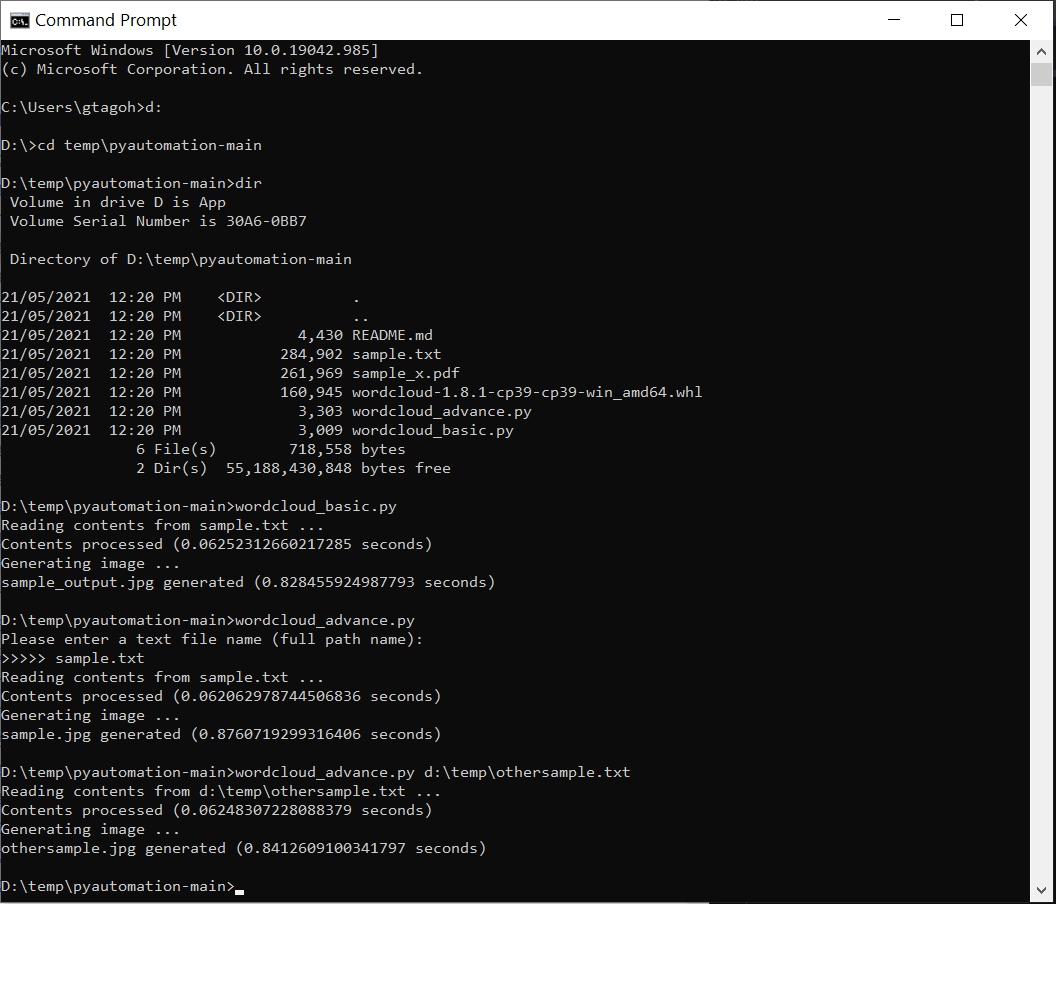 Command Prompt
Microsoft Windows [Version 10.0.19042.985]
(c) Microsoft Corporation. All rights reserved.
C:\Users\gtagoh>d:
D:\>cd temp\pyautomation-main
D:\temp\pyautomation-main>dir
 Volume in drive D is App
 Volume Serial Number is 30A6-0BB7
 Directory of D:\temp\pyautomation-main
21/05/2021  12:20 PM    <DIR>          .
21/05/2021  12:20 PM    <DIR>          ..
21/05/2021  12:20 PM             4,430 README.md
21/05/2021  12:20 PM           284,902 sample.txt
21/05/2021  12:20 PM           261,969 sample_x.pdf
21/05/2021  12:20 PM           160,945 wordcloud-1.8.1-cp39-cp39-win_amd64.whl
21/05/2021  12:20 PM             3,303 wordcloud_advance.py
21/05/2021  12:20 PM             3,009 wordcloud_basic.py
               6 File(s)        718,558 bytes
               2 Dir(s)  55,188,430,848 bytes free
D:\temp\pyautomation-main>wordcloud_basic.py
Reading contents from sample.txt ...
Contents processed (0.06252312660217285 seconds)
Generating image ...
sample_output.jpg generated (0.828455924987793 seconds)
D:\temp\pyautomation-main>wordcloud_advance.py
Please enter a text file name (full path name):
>>>>> sample.txt
Reading contents from sample.txt ...
Contents processed (0.062062978744506836 seconds)
Generating image ...
sample.jpg generated (0.8760719299316406 seconds)
D:\temp\pyautomation-main>wordcloud_advance.py d:\temp\othersample.txt
Reading contents from d:\temp\othersample.txt ...
Contents processed (0.06248307228088379 seconds)
Generating image ...
othersample.jpg generated (0.8412609100341797 seconds)
D:\temp\pyautomation-main>